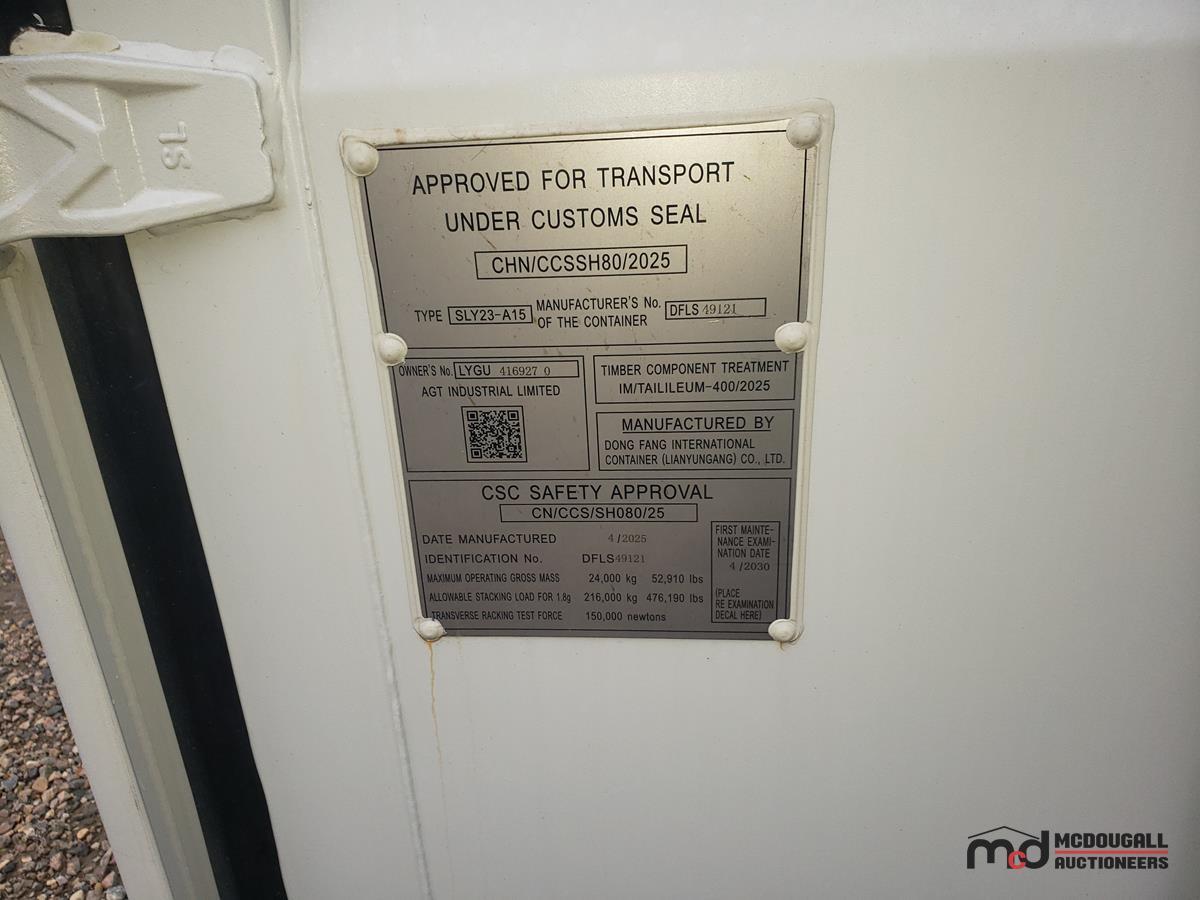 SL
APPROVED FOR TRANSPORT
UNDER CUSTOMS SEAL
CHN/CCSSH80/2025
TYPE SLY23-A15 MANUFACTURER'S No. OF THE CONTAINER DFLS 49121
OWNER'S No. LYGU 416927 0
AGT INDUSTRIAL LIMITED
TIMBER COMPONENT TREATMENT
IM/TAILILEUM-400/2025
MANUFACTURED BY
DONG FANG INTERNATIONAL
CONTAINER (LIANYUNGANG) CO., LTD.
CSC SAFETY APPROVAL
CN/CCS/SH080/25
DATE MANUFACTURED 4/2025
IDENTIFICATION No. DFLS49121
MAXIMUM OPERATING GROSS MASS 24,000 kg 52,910 lbs
ALLOWABLE STACKING LOAD FOR 1.8g 216,000 kg 476,190 lbs
TRANSVERSE RACKING TEST FORCE 150,000 newtons
FIRST MAINTE-
NANCE EXAMI-
NATION DATE
4/2030
(PLACE
RE EXAMINATION
DECAL HERE)
mcd MCDOUGALL
AUCTIONEERS